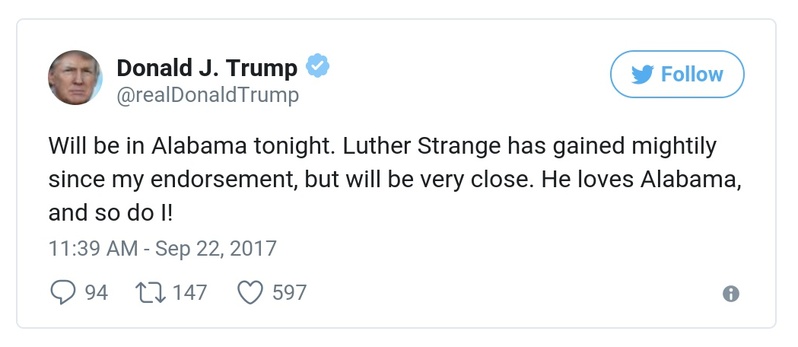 Donald J. Trump
@realDonaldTrump
Follow
Will be in Alabama tonight. Luther Strange has gained mightily
since my endorsement, but will be very close. He loves Alabama,
and so do I!
11:39 AM - Sep 22, 2017
94 147 597